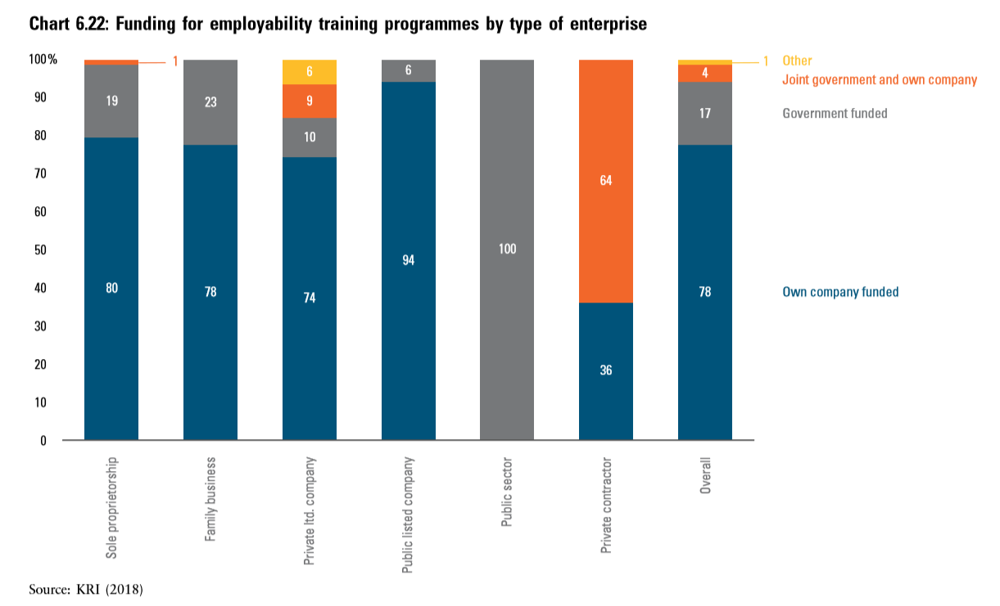 Chart 6.22: Funding for employability training programmes by type of enterprise
100%
90
80
70
60
50
40
30
20
10
0
1
19
80
23
78
6
9
10
74
6
94
100
64
36
1
4
17
78
Other
Joint government and own company
Government funded
Own company funded
Sole proprietorship
Family business
Private ltd. company
Public listed company
Public sector
Private contractor
Overall
Source: KRI (2018)